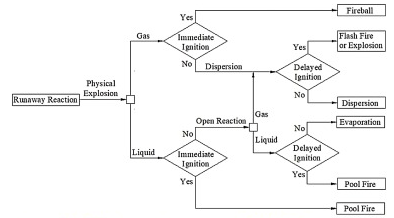 Yes
Fireball
Gas
Immediate
Ignition
Yes
Flash Fire
or Explosion
No
Dispersion
Delayed
Ignition
Physical
Explosion
No
Runaway Reaction
Dispersion
Gas
Evaporation
No
Open Reaction
No
Liquid
Liquid
Immediate
Ignition
Delayed
Ignition
Yes
Yes
Pool Fire
Pool Fire